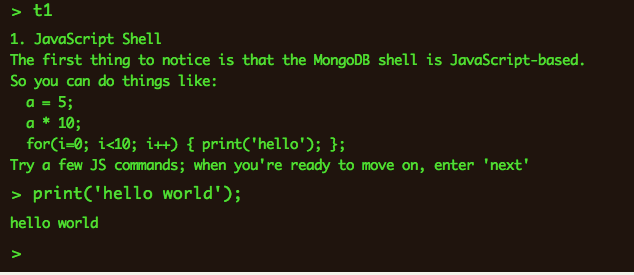 > t1
1. JavaScript Shell
The first thing to notice is that the MongoDB shell is JavaScript-based.
So you can do things like:
  a = 5;
  a * 10;
  for(i=0; i<10; i++) { print('hello'); };
Try a few JS commands; when you're ready to move on, enter 'next'
> print('hello world');
hello world
>